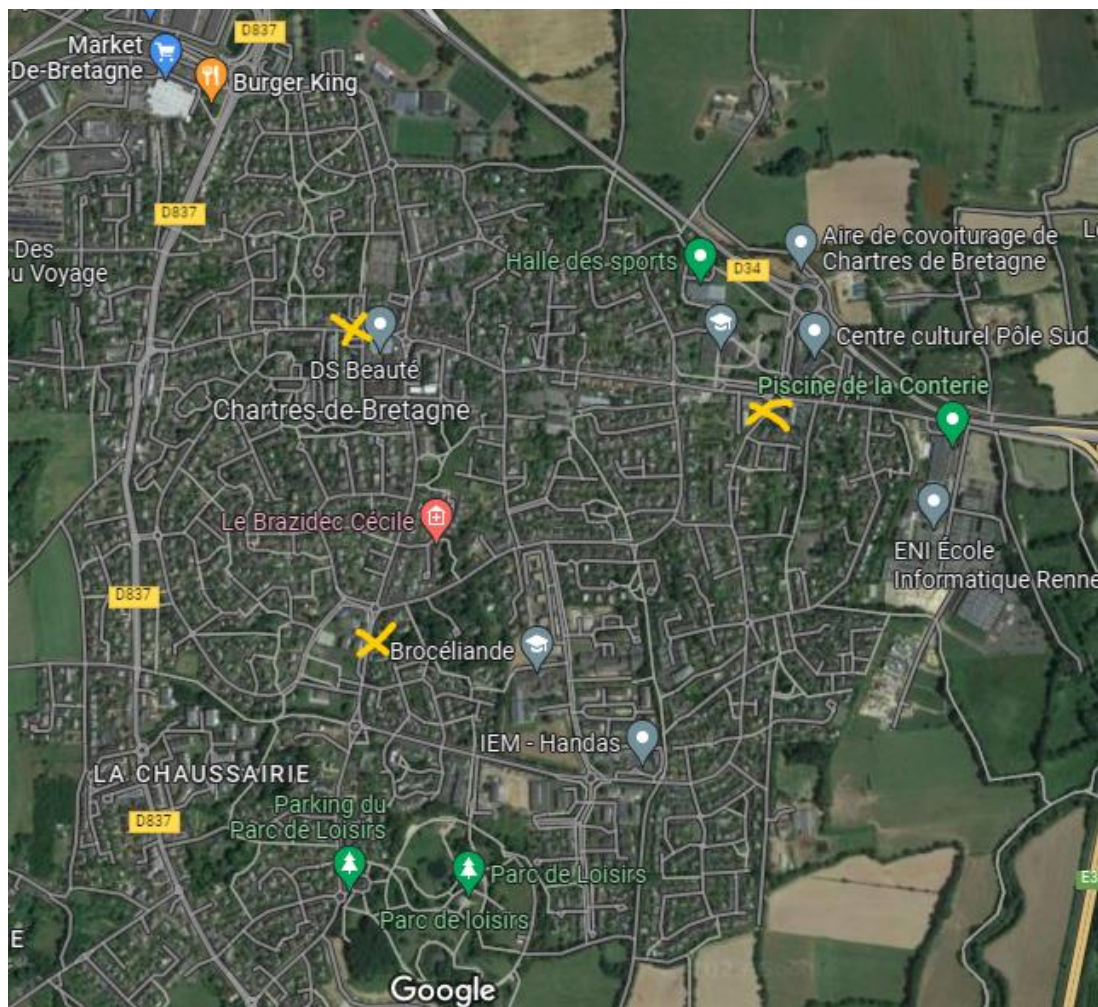 D837
Market
-De-Bretagne
Burger King
D837
Des
u Voyage
Halle des sports
D34
Aire de covoiturage de
Chartres de Bretagne
Centre culturel Pôle Sud
DS Beauté
Piscine de la Conterie
Chartres-de-Bretagne
Le Brazidec Cécile
ENI École
Informatique Renne
D837
Brocéliande
IEM - Handas
LA CHAUSSAIRIE
Parking du
Parc de Loisirs
D837
Parc de Loisirs
E3
Parc de loisirs
E
Google